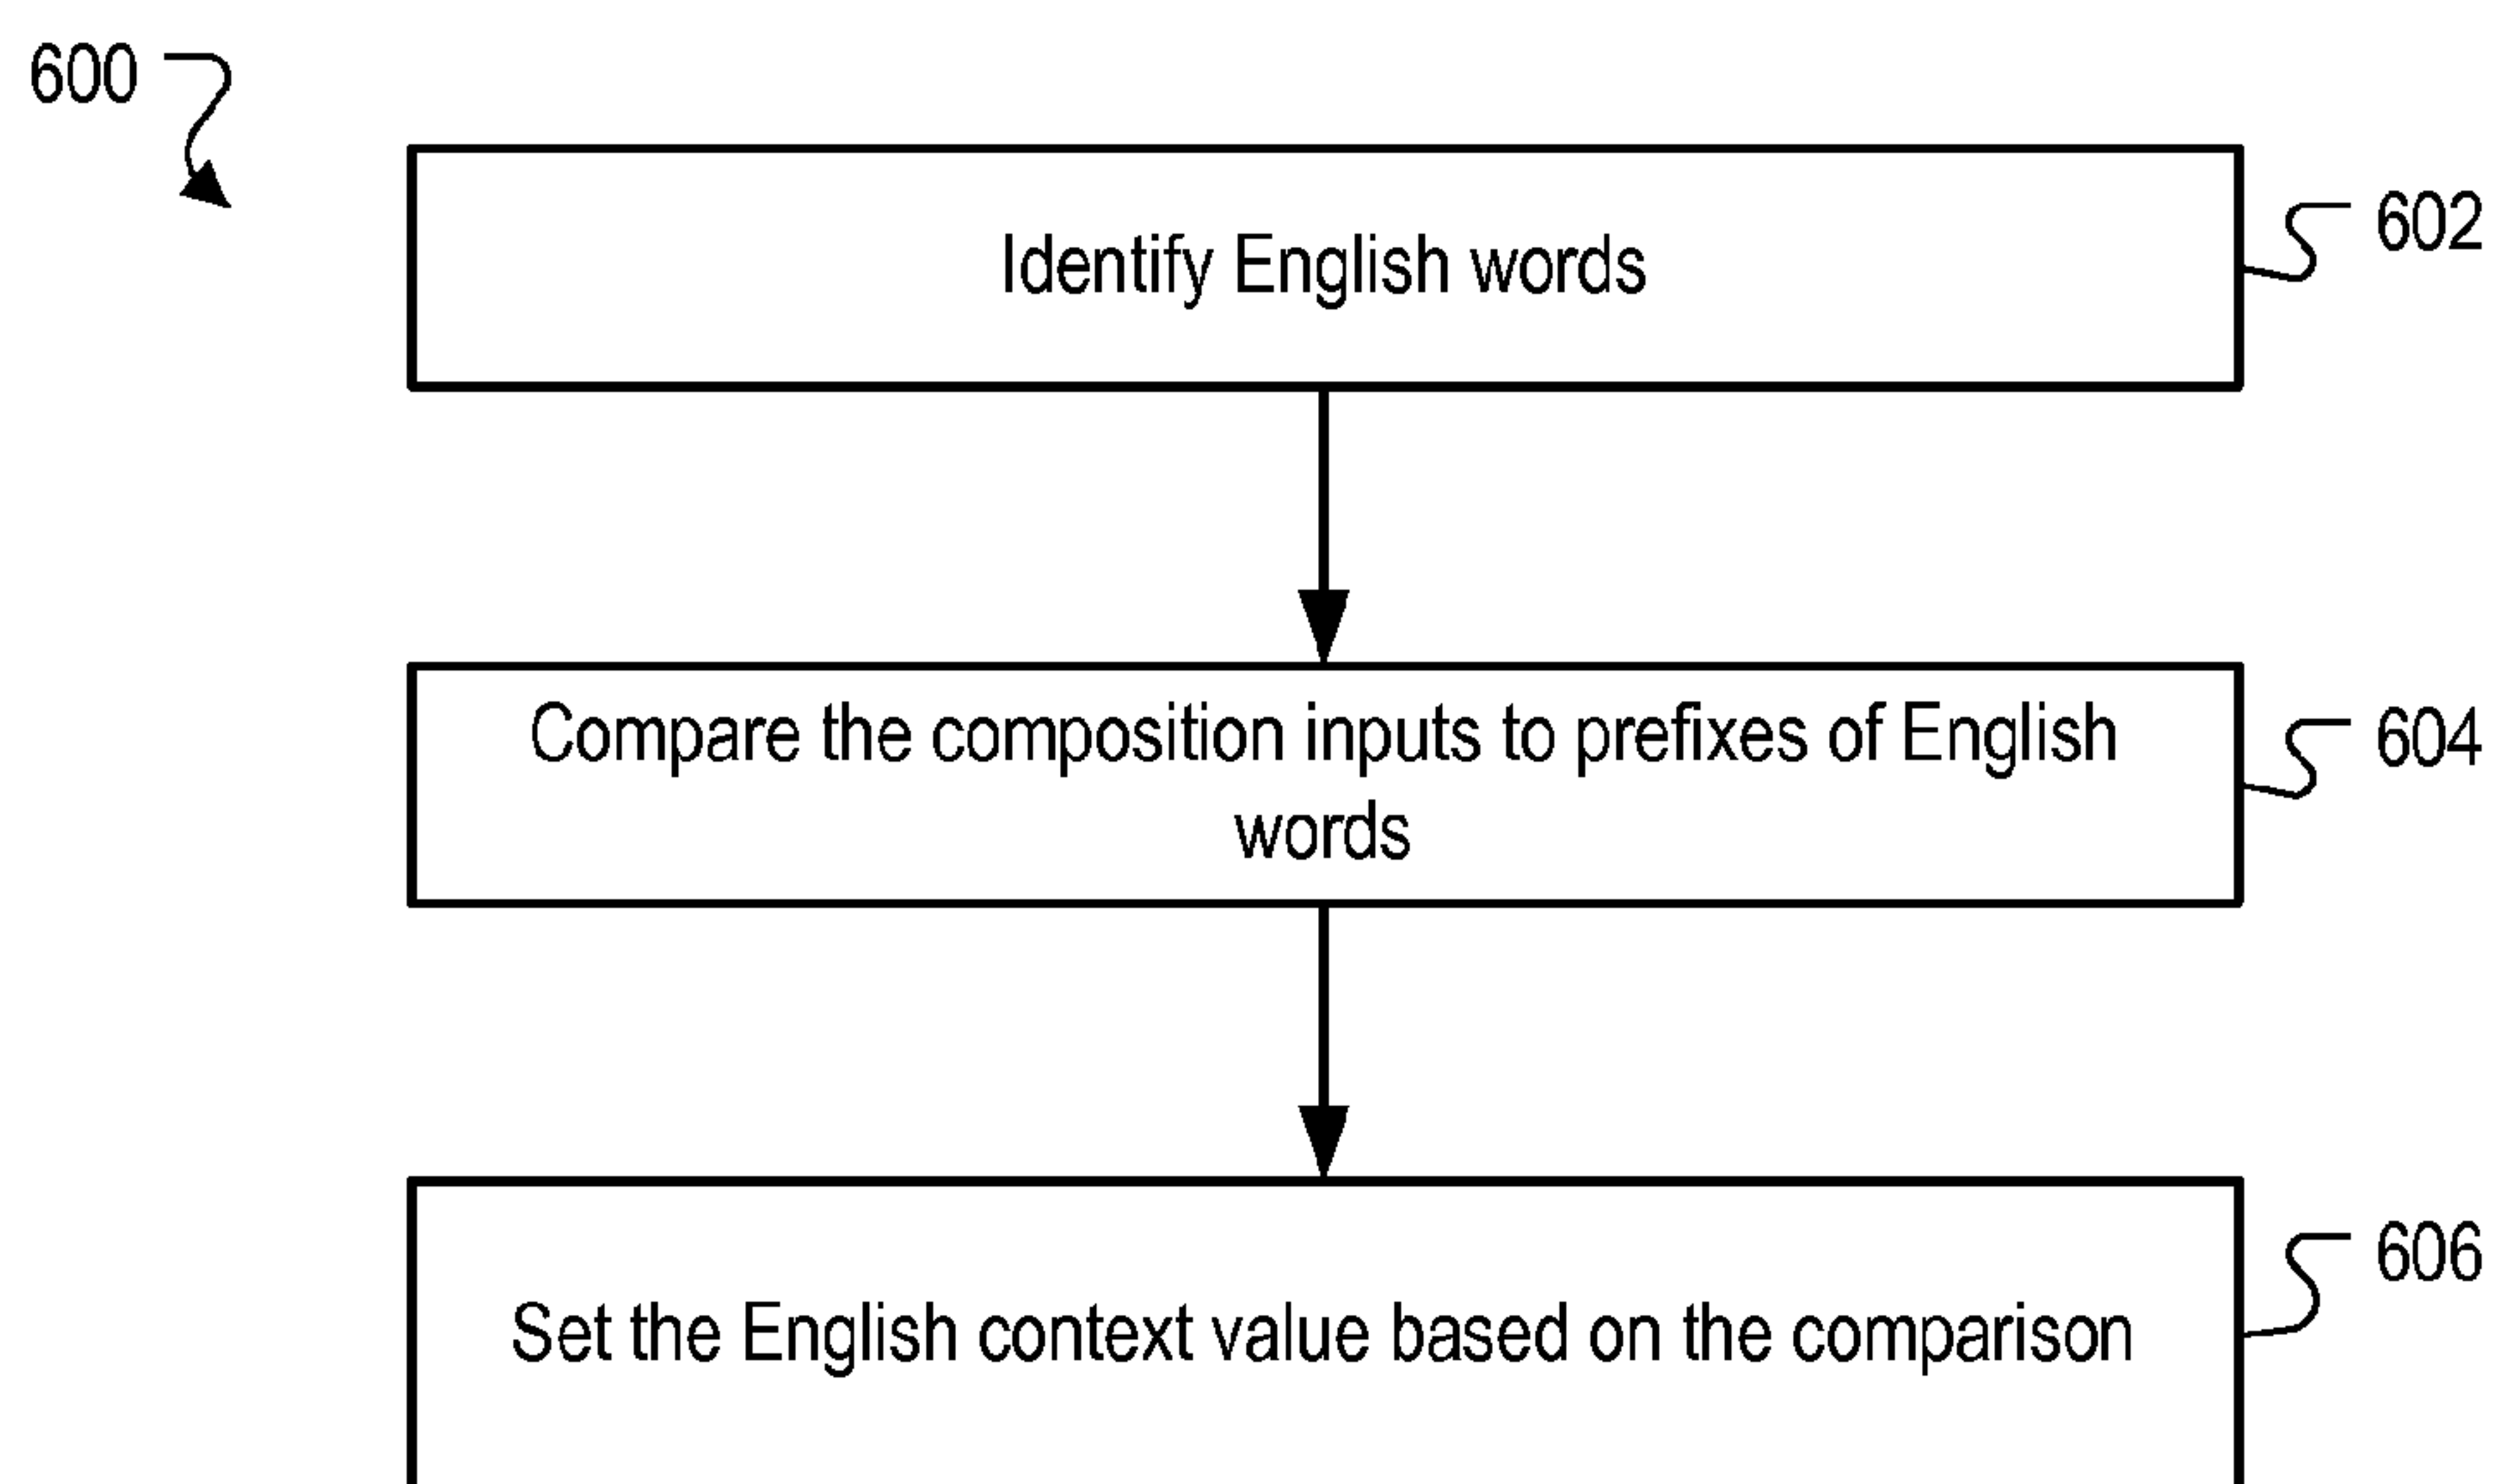 600
Identify English words
602
Compare the composition inputs to prefixes of English
words
604
Set the English context value based on the comparison
606